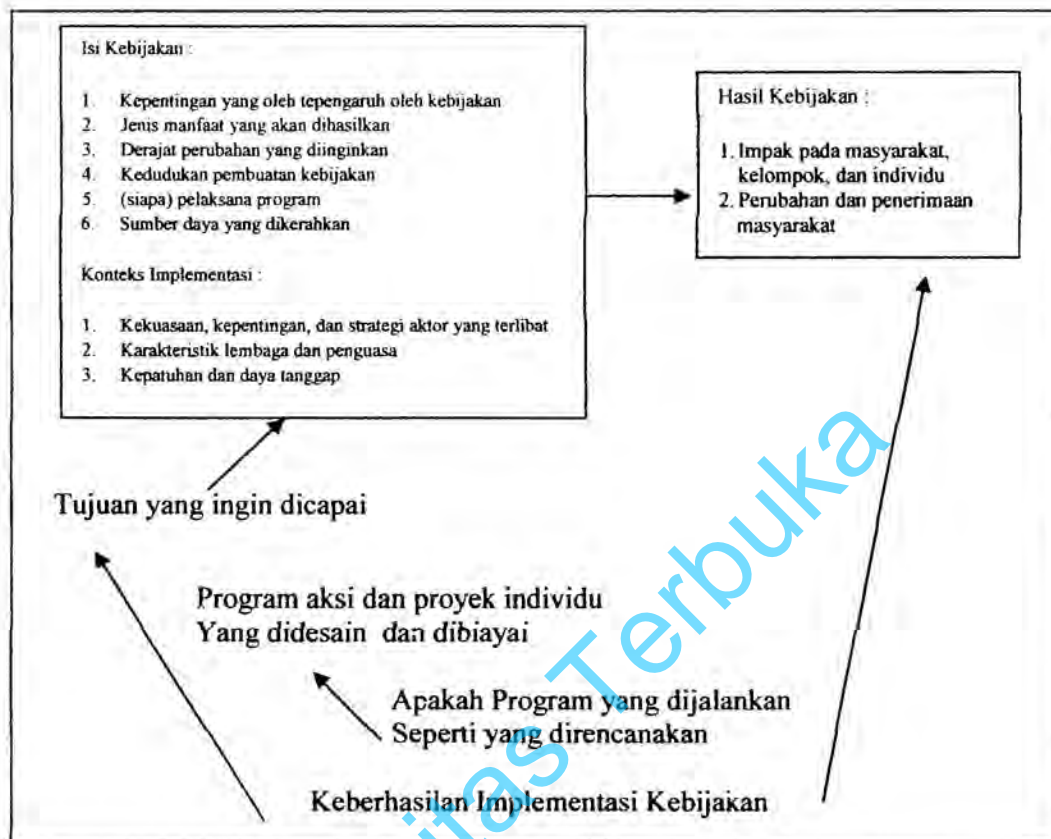 Isi Kebijakan :
1. Kepentingan yang oleh tepengaruh oleh kebijakan
2. Jenis manfaat yang akan dihasilkan
3. Derajat perubahan yang diinginkan
4. Kedudukan pembuatan kebijakan
5. (siapa) pelaksana program
6. Sumber daya yang dikerahkan
Konteks Implementasi :
1. Kekuasaan, kepentingan, dan strategi aktor yang terlibat
2. Karakteristik lembaga dan penguasa
3. Kepatuhan dan daya tanggap
Hasil Kebijakan :
1. Impak pada masyarakat,
kelompok, dan individu
2. Perubahan dan penerimaan
masyarakat
Tujuan yang ingin dicapai
Program aksi dan proyek individu
Yang didesain dan dibiayai
Apakah Program yang dijalankan
Seperti yang direncanakan
Keberhasilan Implementasi Kebijakan
itas Terbuka